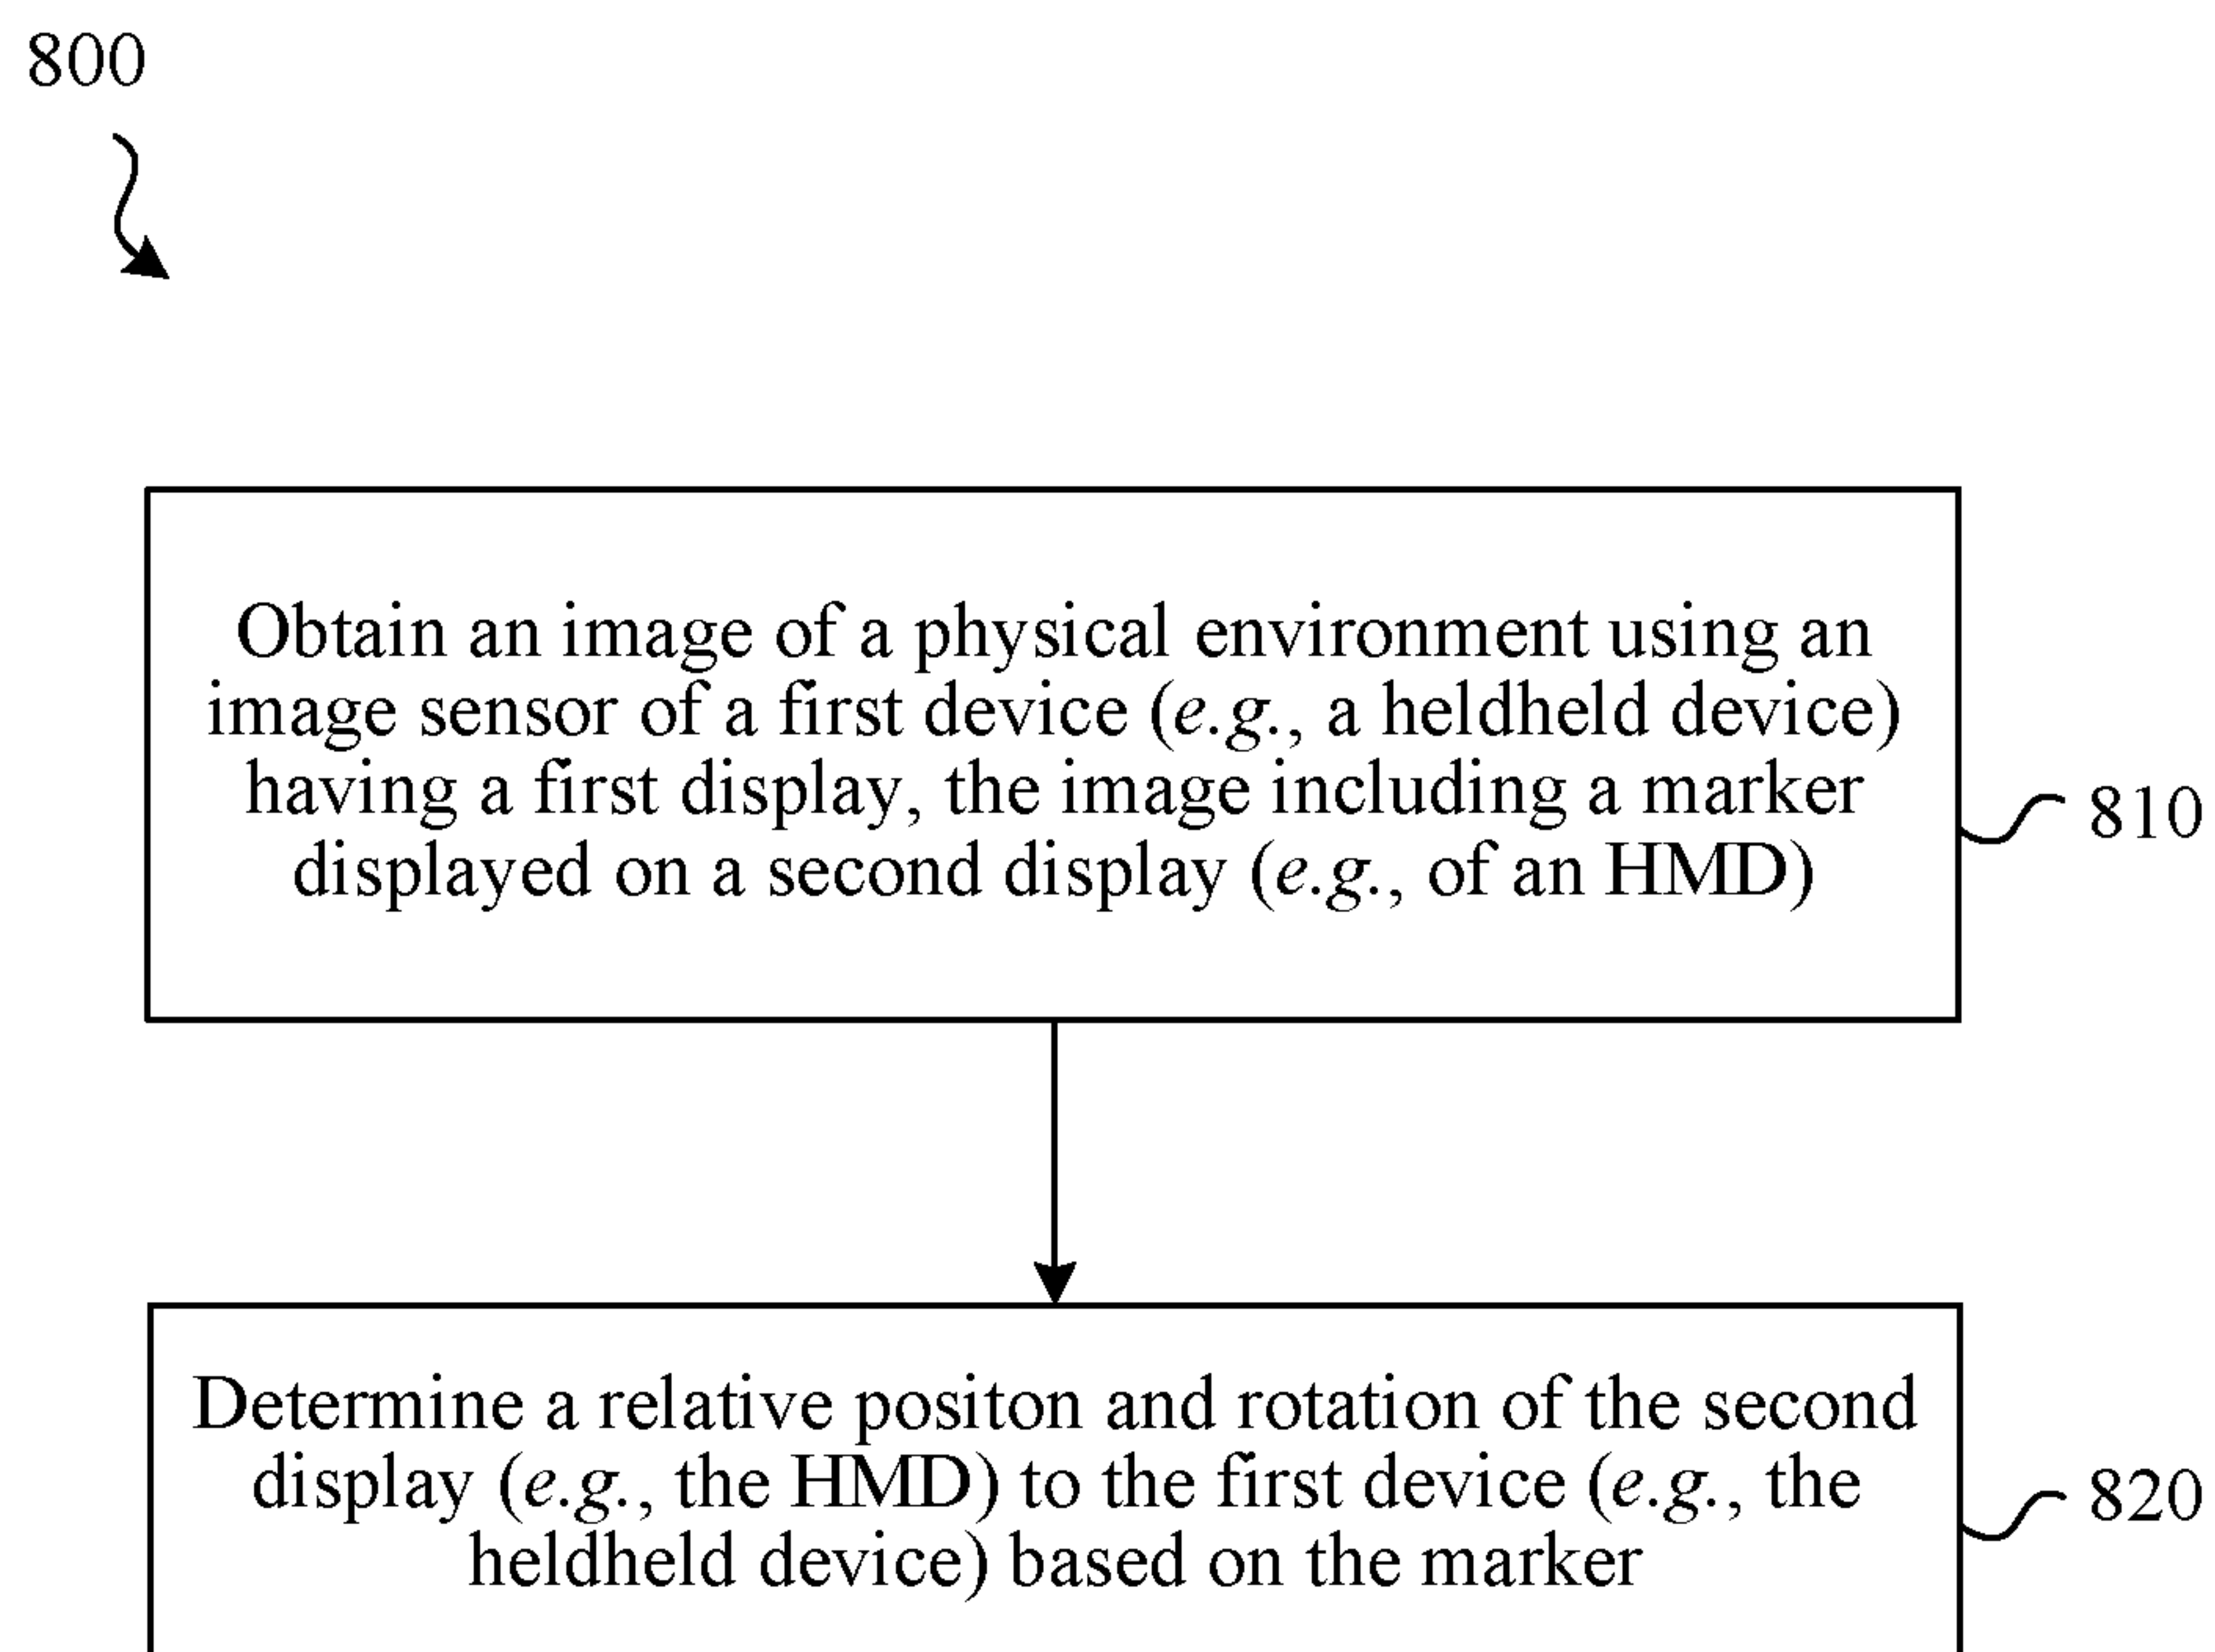 800
Obtain an image of a physical environment using an
image sensor of a first device (e.g., a heldheld device)
having a first display, the image including a marker
displayed on a second display (e.g., of an HMD)
810
Determine a relative positon and rotation of the second
display (e.g., the HMD) to the first device (e.g., the
heldheld device) based on the marker
820